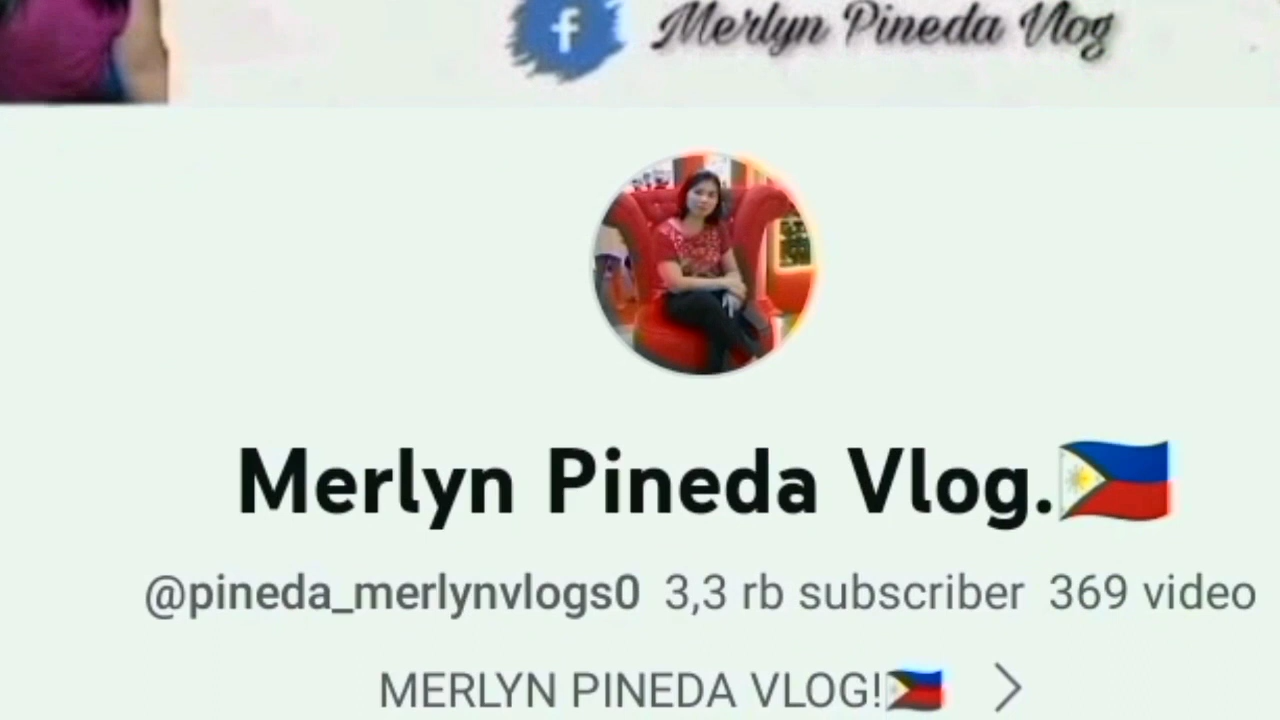 Merlyn Pineda Vlog
Merlyn Pineda Vlog.🇵🇭
@pineda_merlynvlogs0 3,3 rb subscriber 369 video
MERLYN PINEDA VLOG!🇵🇭